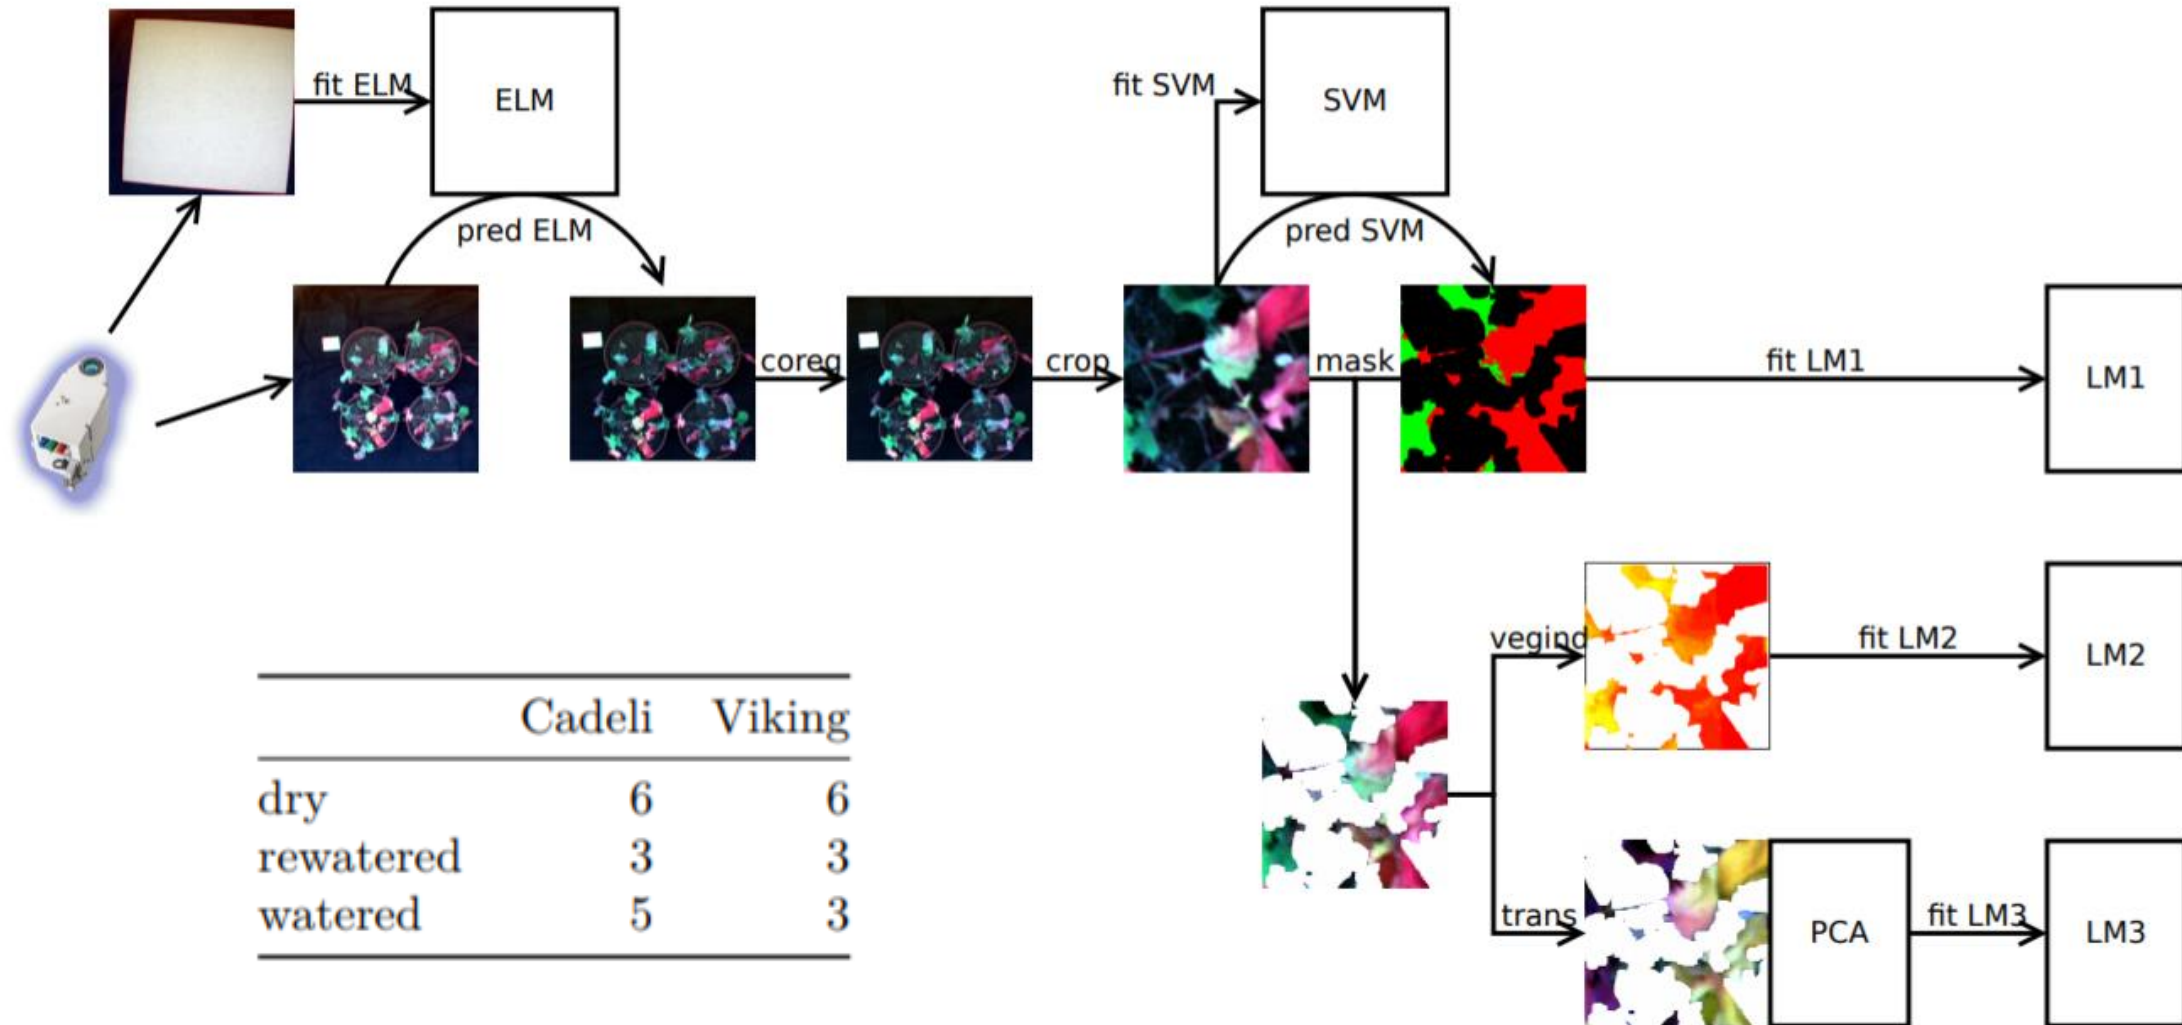 fit ELM
ELM
fit SVM
SVM
pred ELM
pred SVM
coreg
crop
mask
fit LM1
LM1
vegind
fit LM2
LM2
Cadeli Viking
dry 6 6
rewatered 3 3
watered 5 3
trans
PCA
fit LM3
LM3